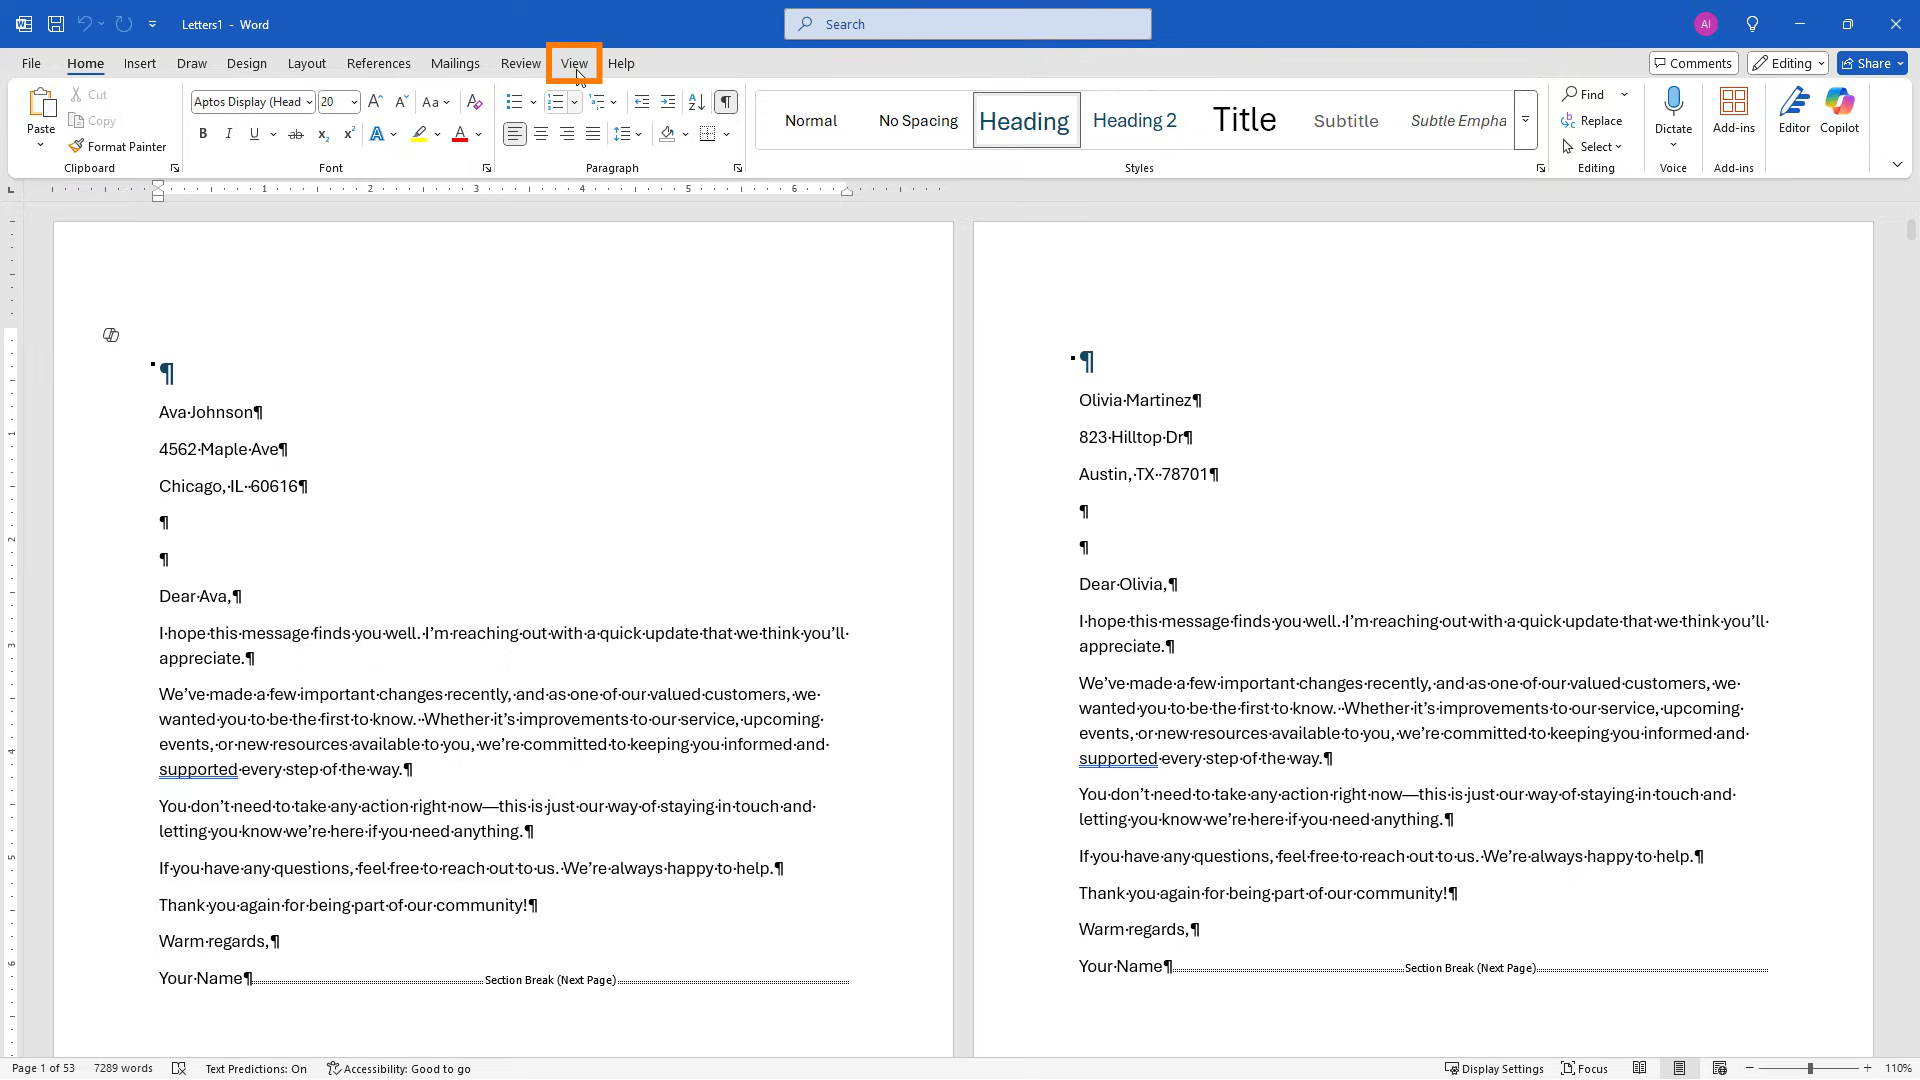 Letters1 - Word
Search
AI
File Home Insert Draw Design Layout References Mailings Review View Help
Comments Editing Share
Paste
Cut
Copy
Format Painter
Clipboard
Aptos Display (Head 20
Font
Paragraph
Normal No Spacing Heading Heading 2 Title Subtitle Subtle Empha
Styles
Find
Replace
Select
Editing
Dictate
Voice
Add-ins
Add-ins
Editor Copilot
1 2 3 4 5 6
¶
Ava·Johnson¶
4562·Maple·Ave¶
Chicago,·IL··60616¶
¶
¶
Dear·Ava,¶
I·hope·this·message·finds·you·well.·I’m·reaching·out·with·a·quick·update·that·we·think·you’ll·
appreciate.¶
We’ve·made·a·few·important·changes·recently,·and·as·one·of·our·valued·customers,·we·
wanted·you·to·be·the·first·to·know.··Whether·it’s·improvements·to·our·service,·upcoming·
events,·or·new·resources·available·to·you,·we’re·committed·to·keeping·you·informed·and·
supported·every·step·of·the·way.¶
You·don’t·need·to·take·any·action·right·now—this·is·just·our·way·of·staying·in·touch·and·
letting·you·know·we’re·here·if·you·need·anything.¶
If·you·have·any·questions,·feel·free·to·reach·out·to·us.·We’re·always·happy·to·help.¶
Thank·you·again·for·being·part·of·our·community!¶
Warm·regards,¶
Your·Name¶ Section Break (Next Page)
¶
Olivia·Martinez¶
823·Hilltop·Dr¶
Austin,·TX··78701¶
¶
¶
Dear·Olivia,¶
I·hope·this·message·finds·you·well.·I’m·reaching·out·with·a·quick·update·that·we·think·you’ll·
appreciate.¶
We’ve·made·a·few·important·changes·recently,·and·as·one·of·our·valued·customers,·we·
wanted·you·to·be·the·first·to·know.··Whether·it’s·improvements·to·our·service,·upcoming·
events,·or·new·resources·available·to·you,·we’re·committed·to·keeping·you·informed·and·
supported·every·step·of·the·way.¶
You·don’t·need·to·take·any·action·right·now—this·is·just·our·way·of·staying·in·touch·and·
letting·you·know·we’re·here·if·you·need·anything.¶
If·you·have·any·questions,·feel·free·to·reach·out·to·us.·We’re·always·happy·to·help.¶
Thank·you·again·for·being·part·of·our·community!¶
Warm·regards,¶
Your·Name¶ Section Break (Next Page)
1
2
3
4
5
6
Page 1 of 53 7289 words Text Predictions: On Accessibility: Good to go Display Settings Focus 110%